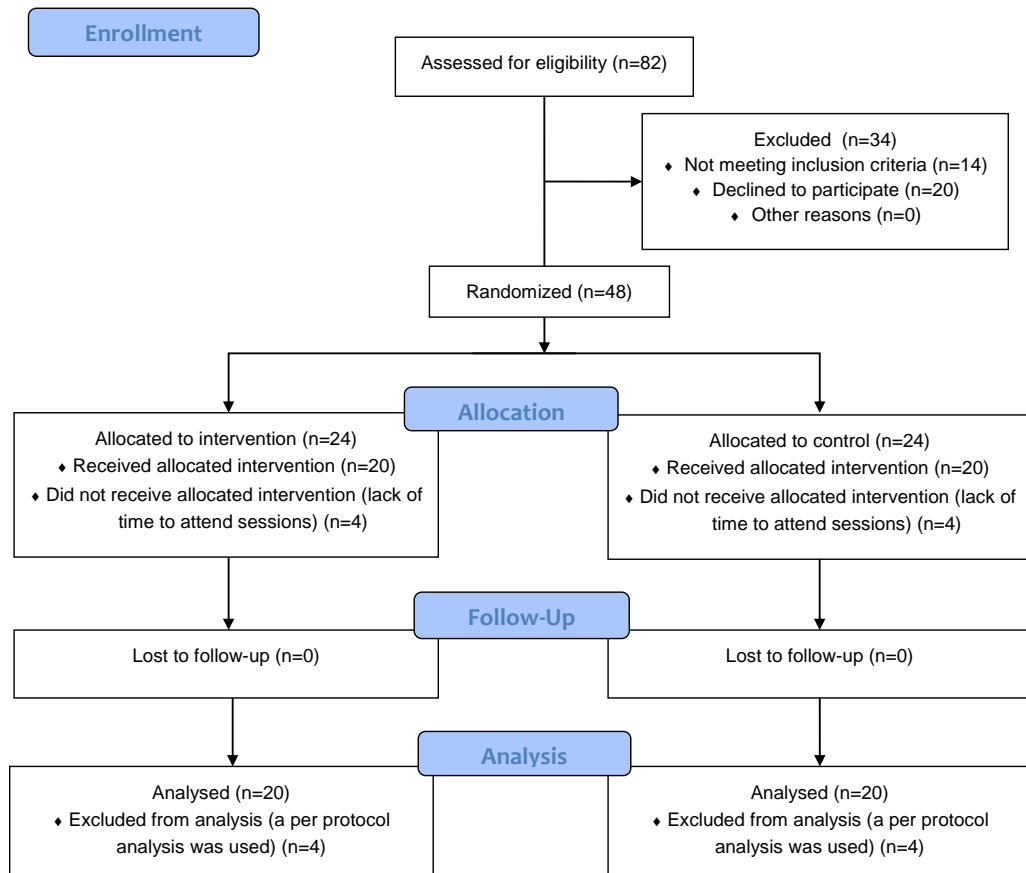 Enrollment
Assessed for eligibility (n=82)
Excluded (n=34)
♦ Not meeting inclusion criteria (n=14)
♦ Declined to participate (n=20)
♦ Other reasons (n=0)
Randomized (n=48)
Allocation
Allocated to intervention (n=24)
♦ Received allocated intervention (n=20)
♦ Did not receive allocated intervention (lack of
time to attend sessions) (n=4)
Allocated to control (n=24)
♦ Received allocated intervention (n=20)
♦ Did not receive allocated intervention (lack of
time to attend sessions) (n=4)
Follow-Up
Lost to follow-up (n=0)
Lost to follow-up (n=0)
Analysis
Analysed (n=20)
♦ Excluded from analysis (a per protocol
analysis was used) (n=4)
Analysed (n=20)
♦ Excluded from analysis (a per protocol
analysis was used) (n=4)